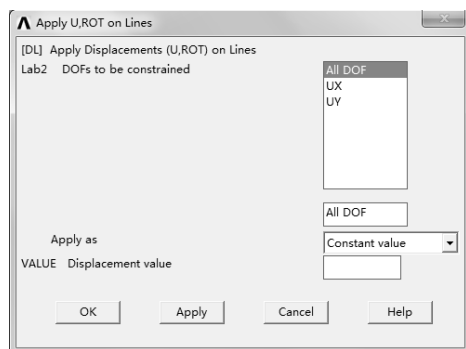 Apply U,ROT on Lines
[DL] Apply Displacements (U,ROT) on Lines
Lab2 DOFs to be constrained
All DOF
UX
UY
All DOF
Apply as
Constant value
VALUE Displacement value
OK Apply Cancel Help